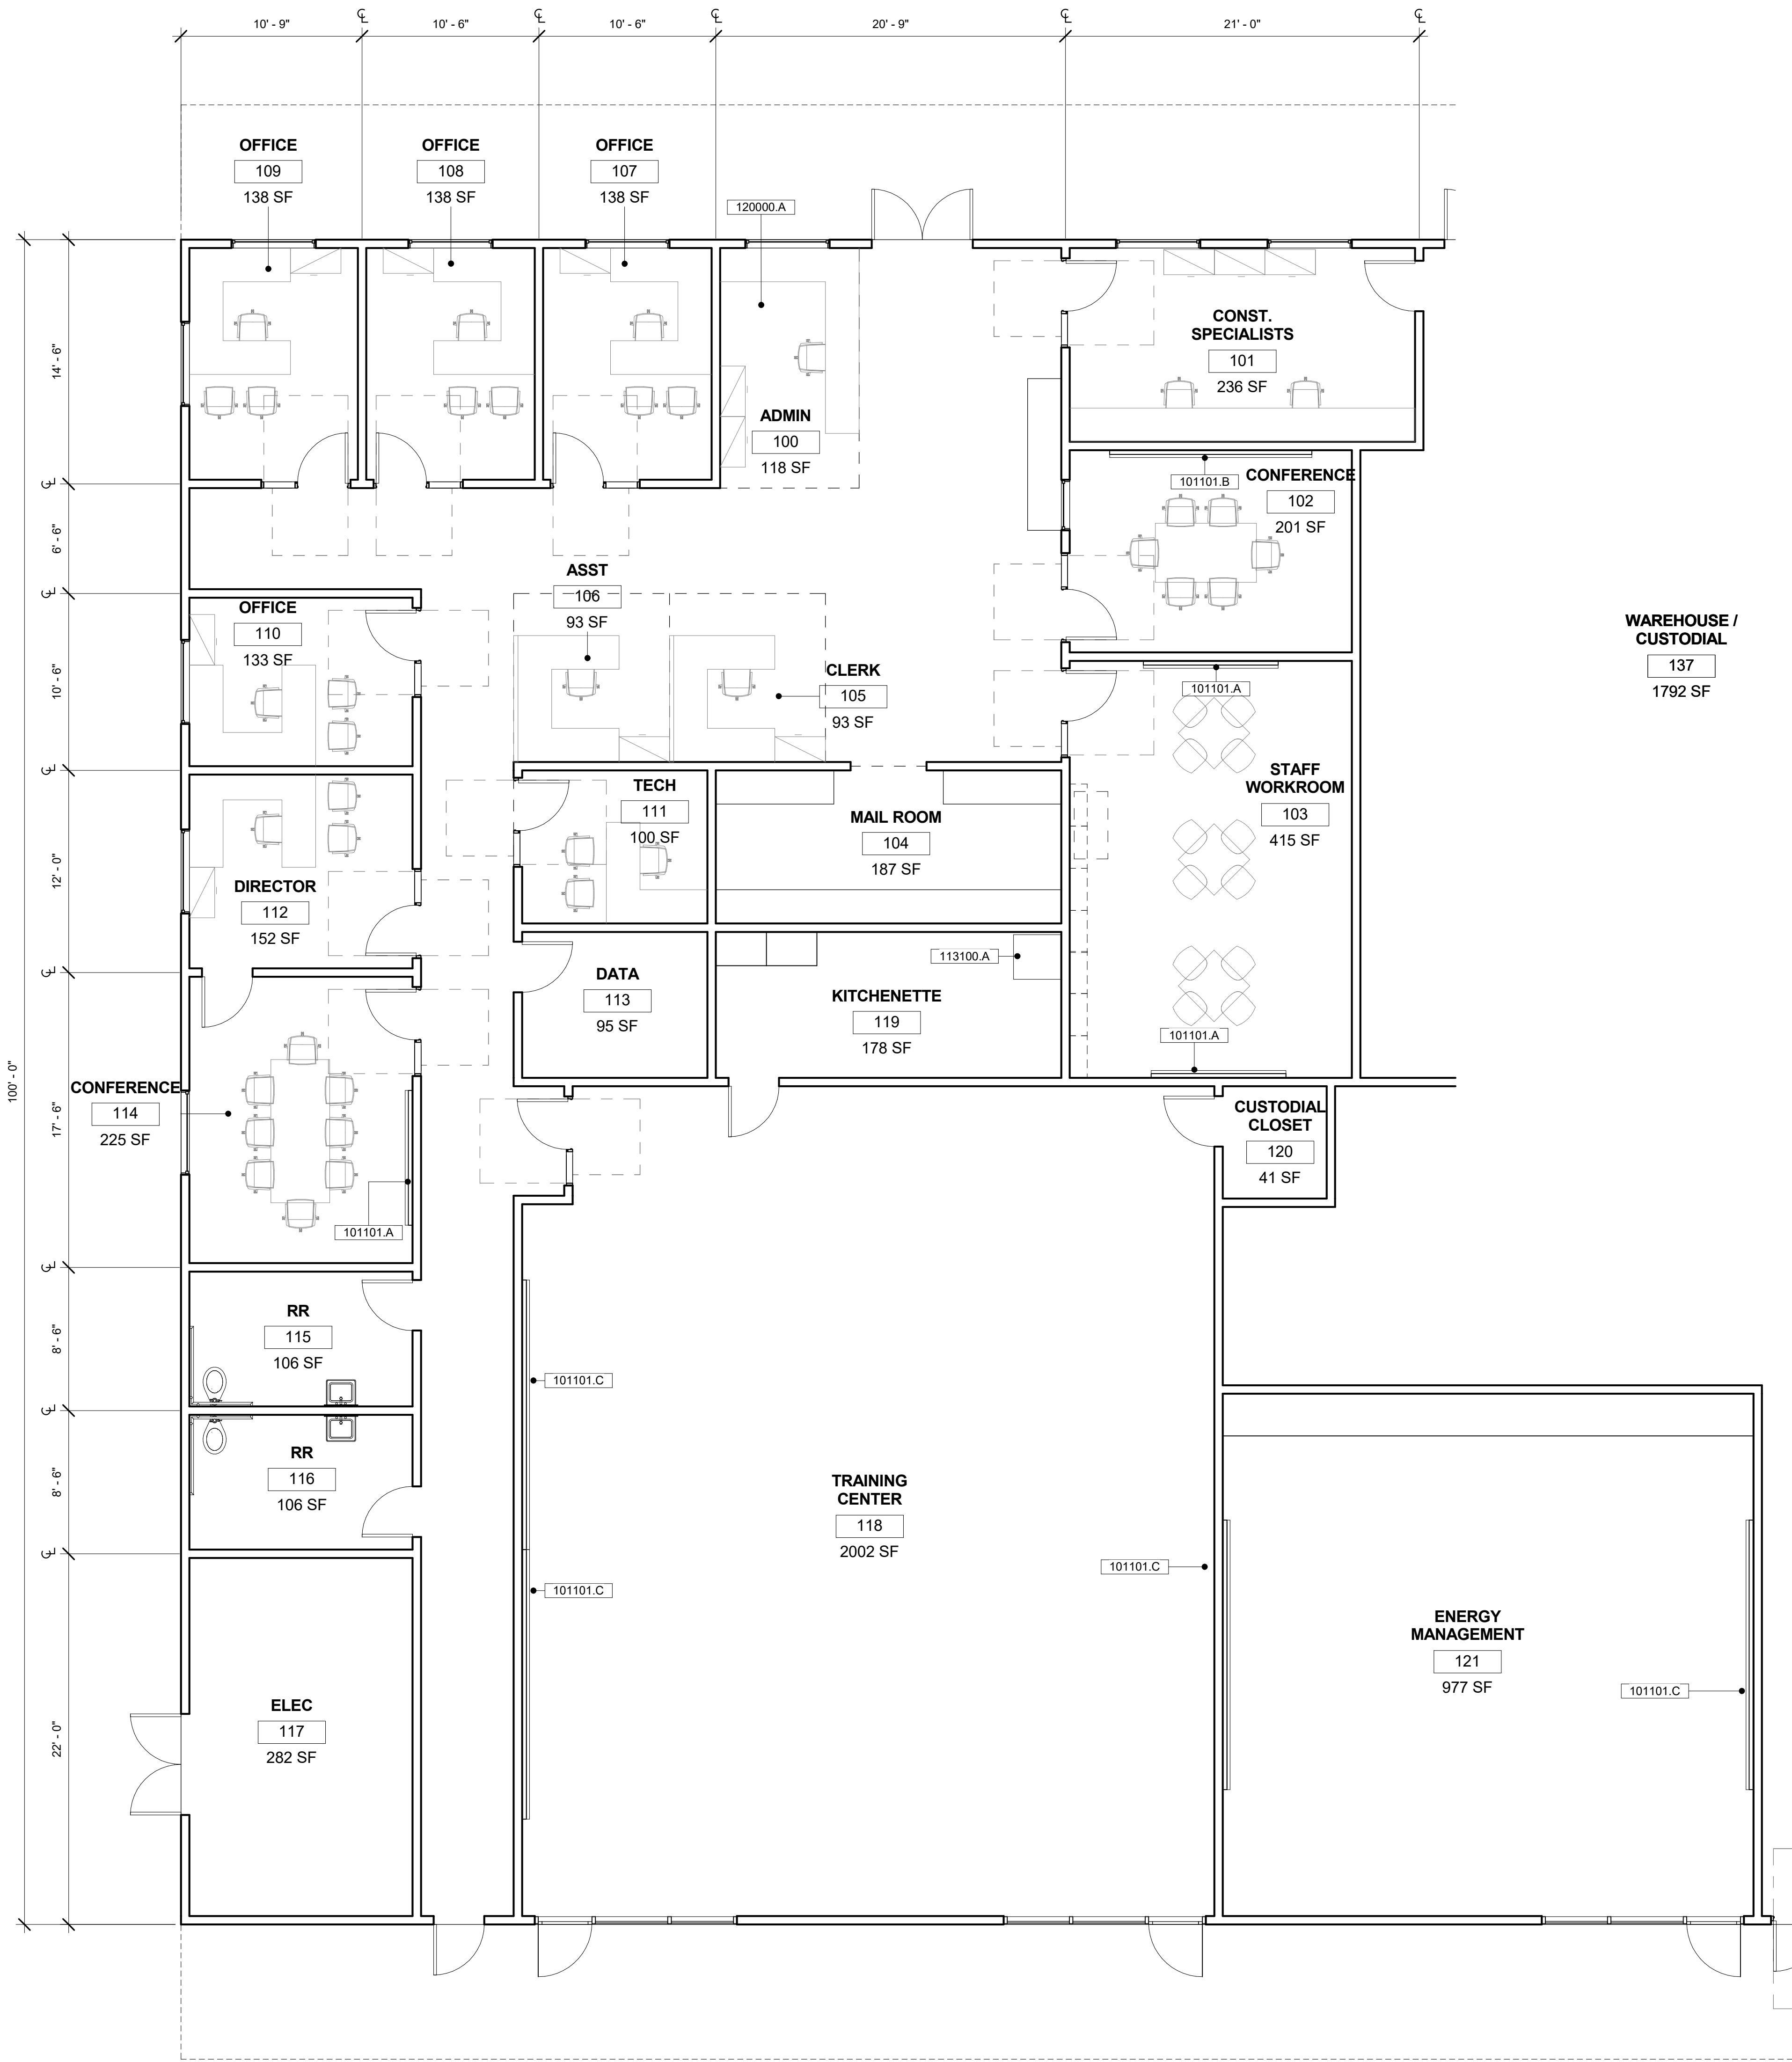 10' - 9"
10' - 6"
10' - 6"
20' - 9"
21' - 0"
OFFICE
109
138 SF
OFFICE
108
138 SF
OFFICE
107
138 SF
120000.A
14' - 6"
CONST.
SPECIALISTS
101
236 SF
ADMIN
100
118 SF
101101.B
CONFERENCE
102
201 SF
6' - 6"
ASST
106
93 SF
OFFICE
110
133 SF
WAREHOUSE /
CUSTODIAL
137
1792 SF
10' - 6"
CLERK
105
93 SF
101101.A
TECH
111
100 SF
MAIL ROOM
104
187 SF
STAFF
WORKROOM
103
415 SF
12' - 0"
DIRECTOR
112
152 SF
113100.A
DATA
113
95 SF
KITCHENETTE
119
178 SF
101101.A
100' - 0"
17' - 6"
CONFERENCE
114
225 SF
CUSTODIAL
CLOSET
120
41 SF
101101.A
8' - 6"
RR
115
106 SF
101101.C
8' - 6"
RR
116
106 SF
TRAINING
CENTER
118
2002 SF
101101.C
101101.C
ENERGY
MANAGEMENT
121
977 SF
101101.C
22' - 0"
ELEC
117
282 SF